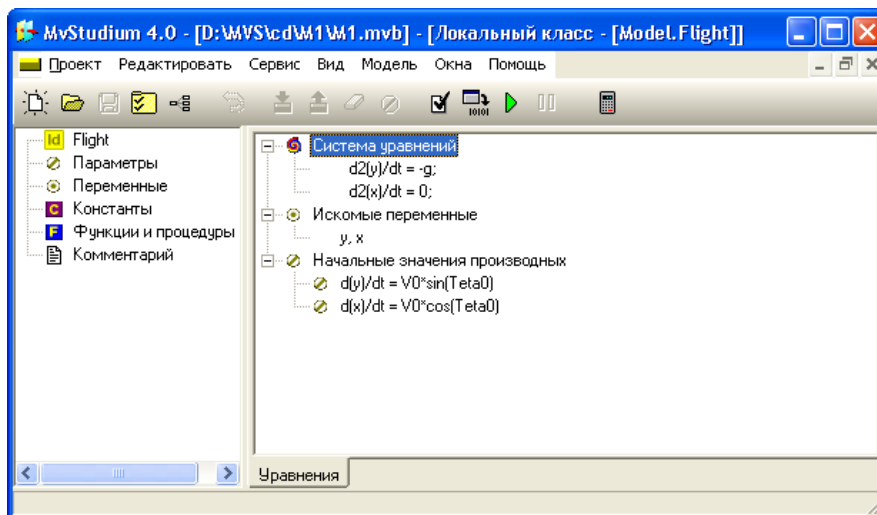 MvStudium 4.0 - [D:\MVS\cd\M1\M1.mvb] - [Локальный класс - [Model.Flight]]
Проект Редактировать Сервис Вид Модель Окна Помощь
10101
Id Flight
Параметры
Переменные
C Константы
F Функции и процедуры
Комментарий
Система уравнений
d2(y)/dt = -g;
d2(x)/dt = 0;
Искомые переменные
y, x
Начальные значения производных
d(y)/dt = V0*sin(Teta0)
d(x)/dt = V0*cos(Teta0)
Уравнения